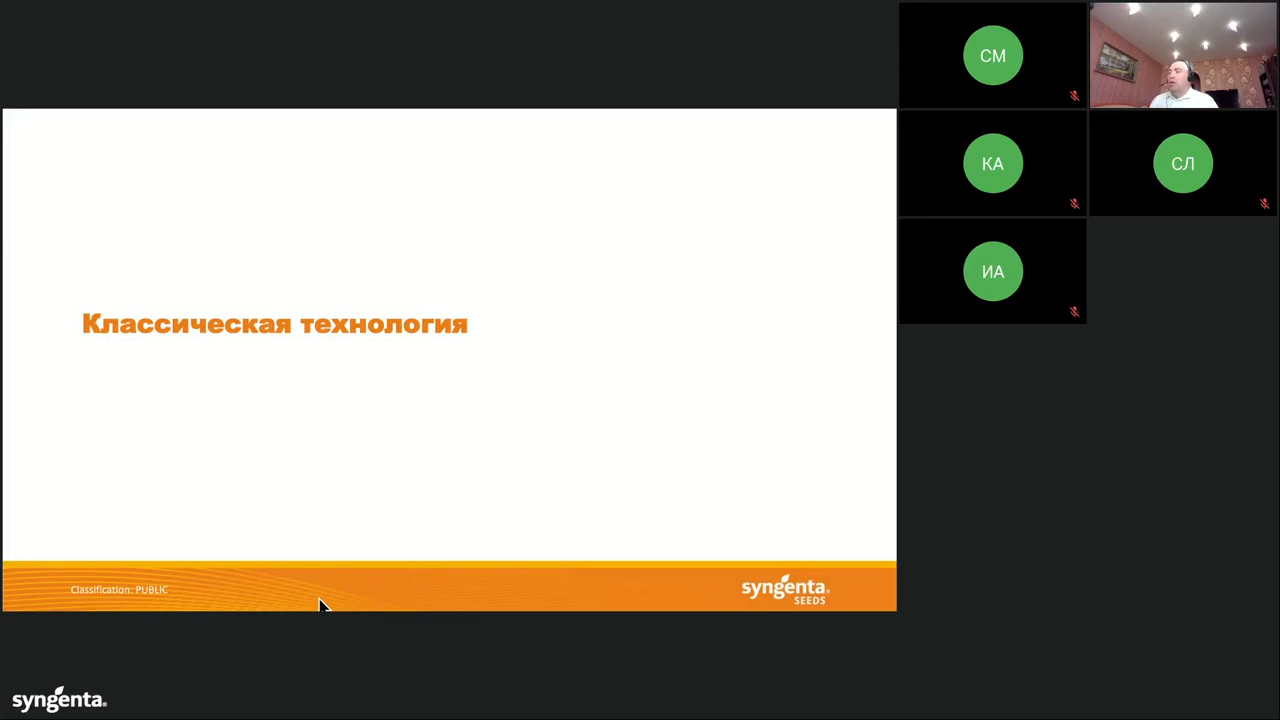 СМ
КА
СЛ
ИА
Классическая технология
Classification: PUBLIC
syngenta
SEEDS
syngenta